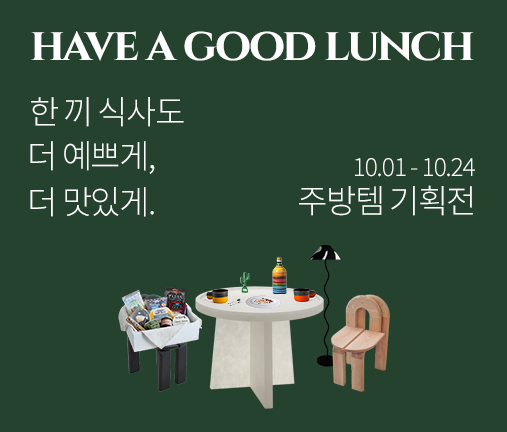 HAVE A GOOD LUNCH
한 끼 식사도
더 예쁘게,
더 맛있게.
10.01 - 10.24
주방템 기획전